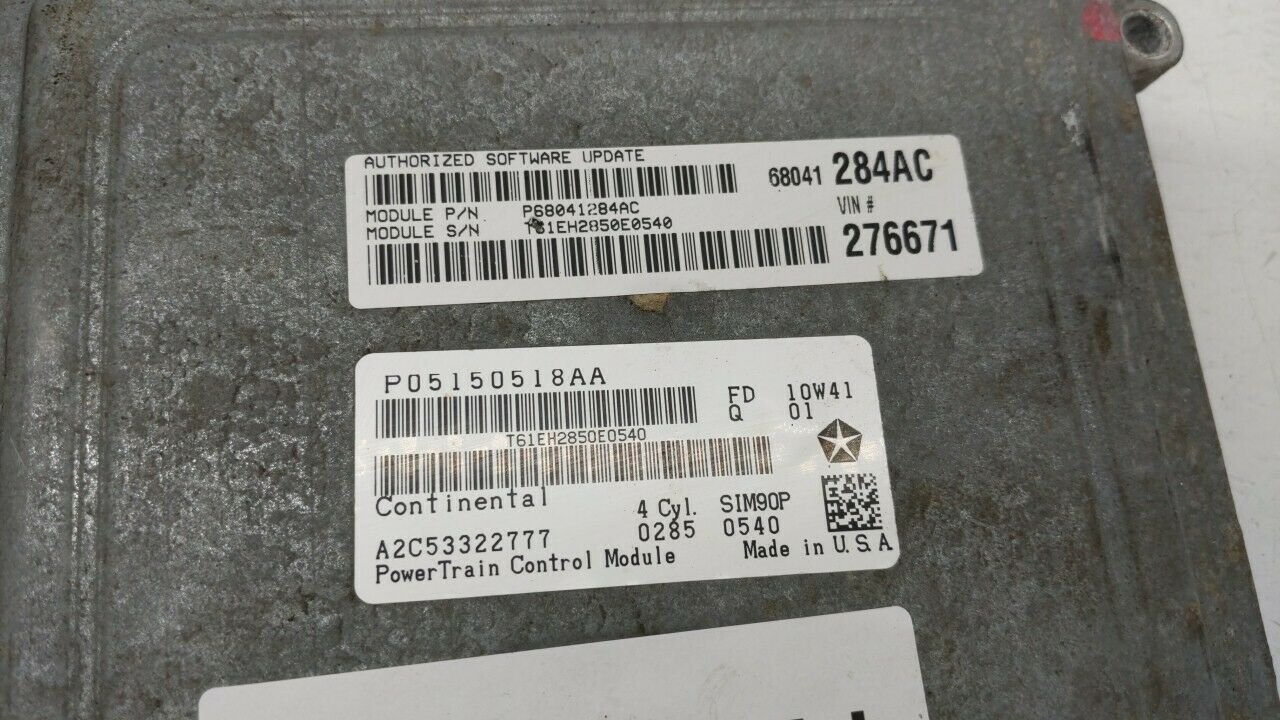 AUTHORIZED SOFTWARE UPDATE
68041 284AC
MODULE P/N P68041284AC
VIN #
MODULE S/N T61EH2850E0540
276671
P05150518AA
FD 10W41
Q 01
T61EH2850E0540
Continental
4 Cyl. SIM90P
A2C53322777
0285 0540
PowerTrain Control Module
Made in U.S.A